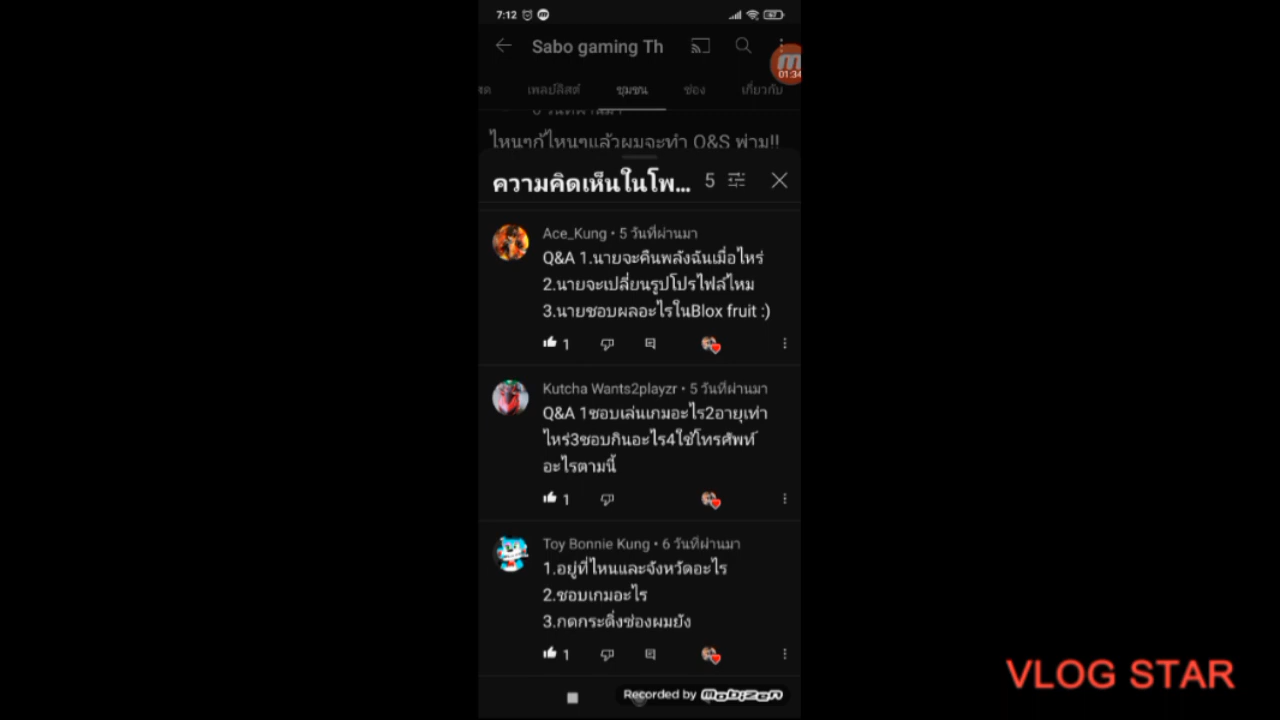 7:12
67
Sabo gaming Th
01:34
เพลย์ลิสต์ ชุมชน ช่อง เกี่ยวกับ
ไหนๆก้ไหนๆแล้วผมจะทำ Q&S พ่าม!!
ความคิดเห็นในโพ... 5
Ace_Kung • 5 วันที่ผ่านมา
Q&A 1.นายจะคืนพลังฉันเมื่อไหร่
2.นายจะเปลี่ยนรูปโปรไฟล์ไหม
3.นายชอบผลอะไรในBlox fruit :)
1
Kutcha Wants2playzr • 5 วันที่ผ่านมา
Q&A 1ชอบเล่นเกมอะไร2อายุเท่า
ไหร่3ชอบกินอะไร4ใช้โทรศัพท์
อะไรตามนี้
1
Toy Bonnie Kung • 6 วันที่ผ่านมา
1.อยู่ที่ไหนและจังหวัดอะไร
2.ชอบเกมอะไร
3.กดกระดิ่งช่องผมยัง
1
Recorded by mobizen
VLOG STAR